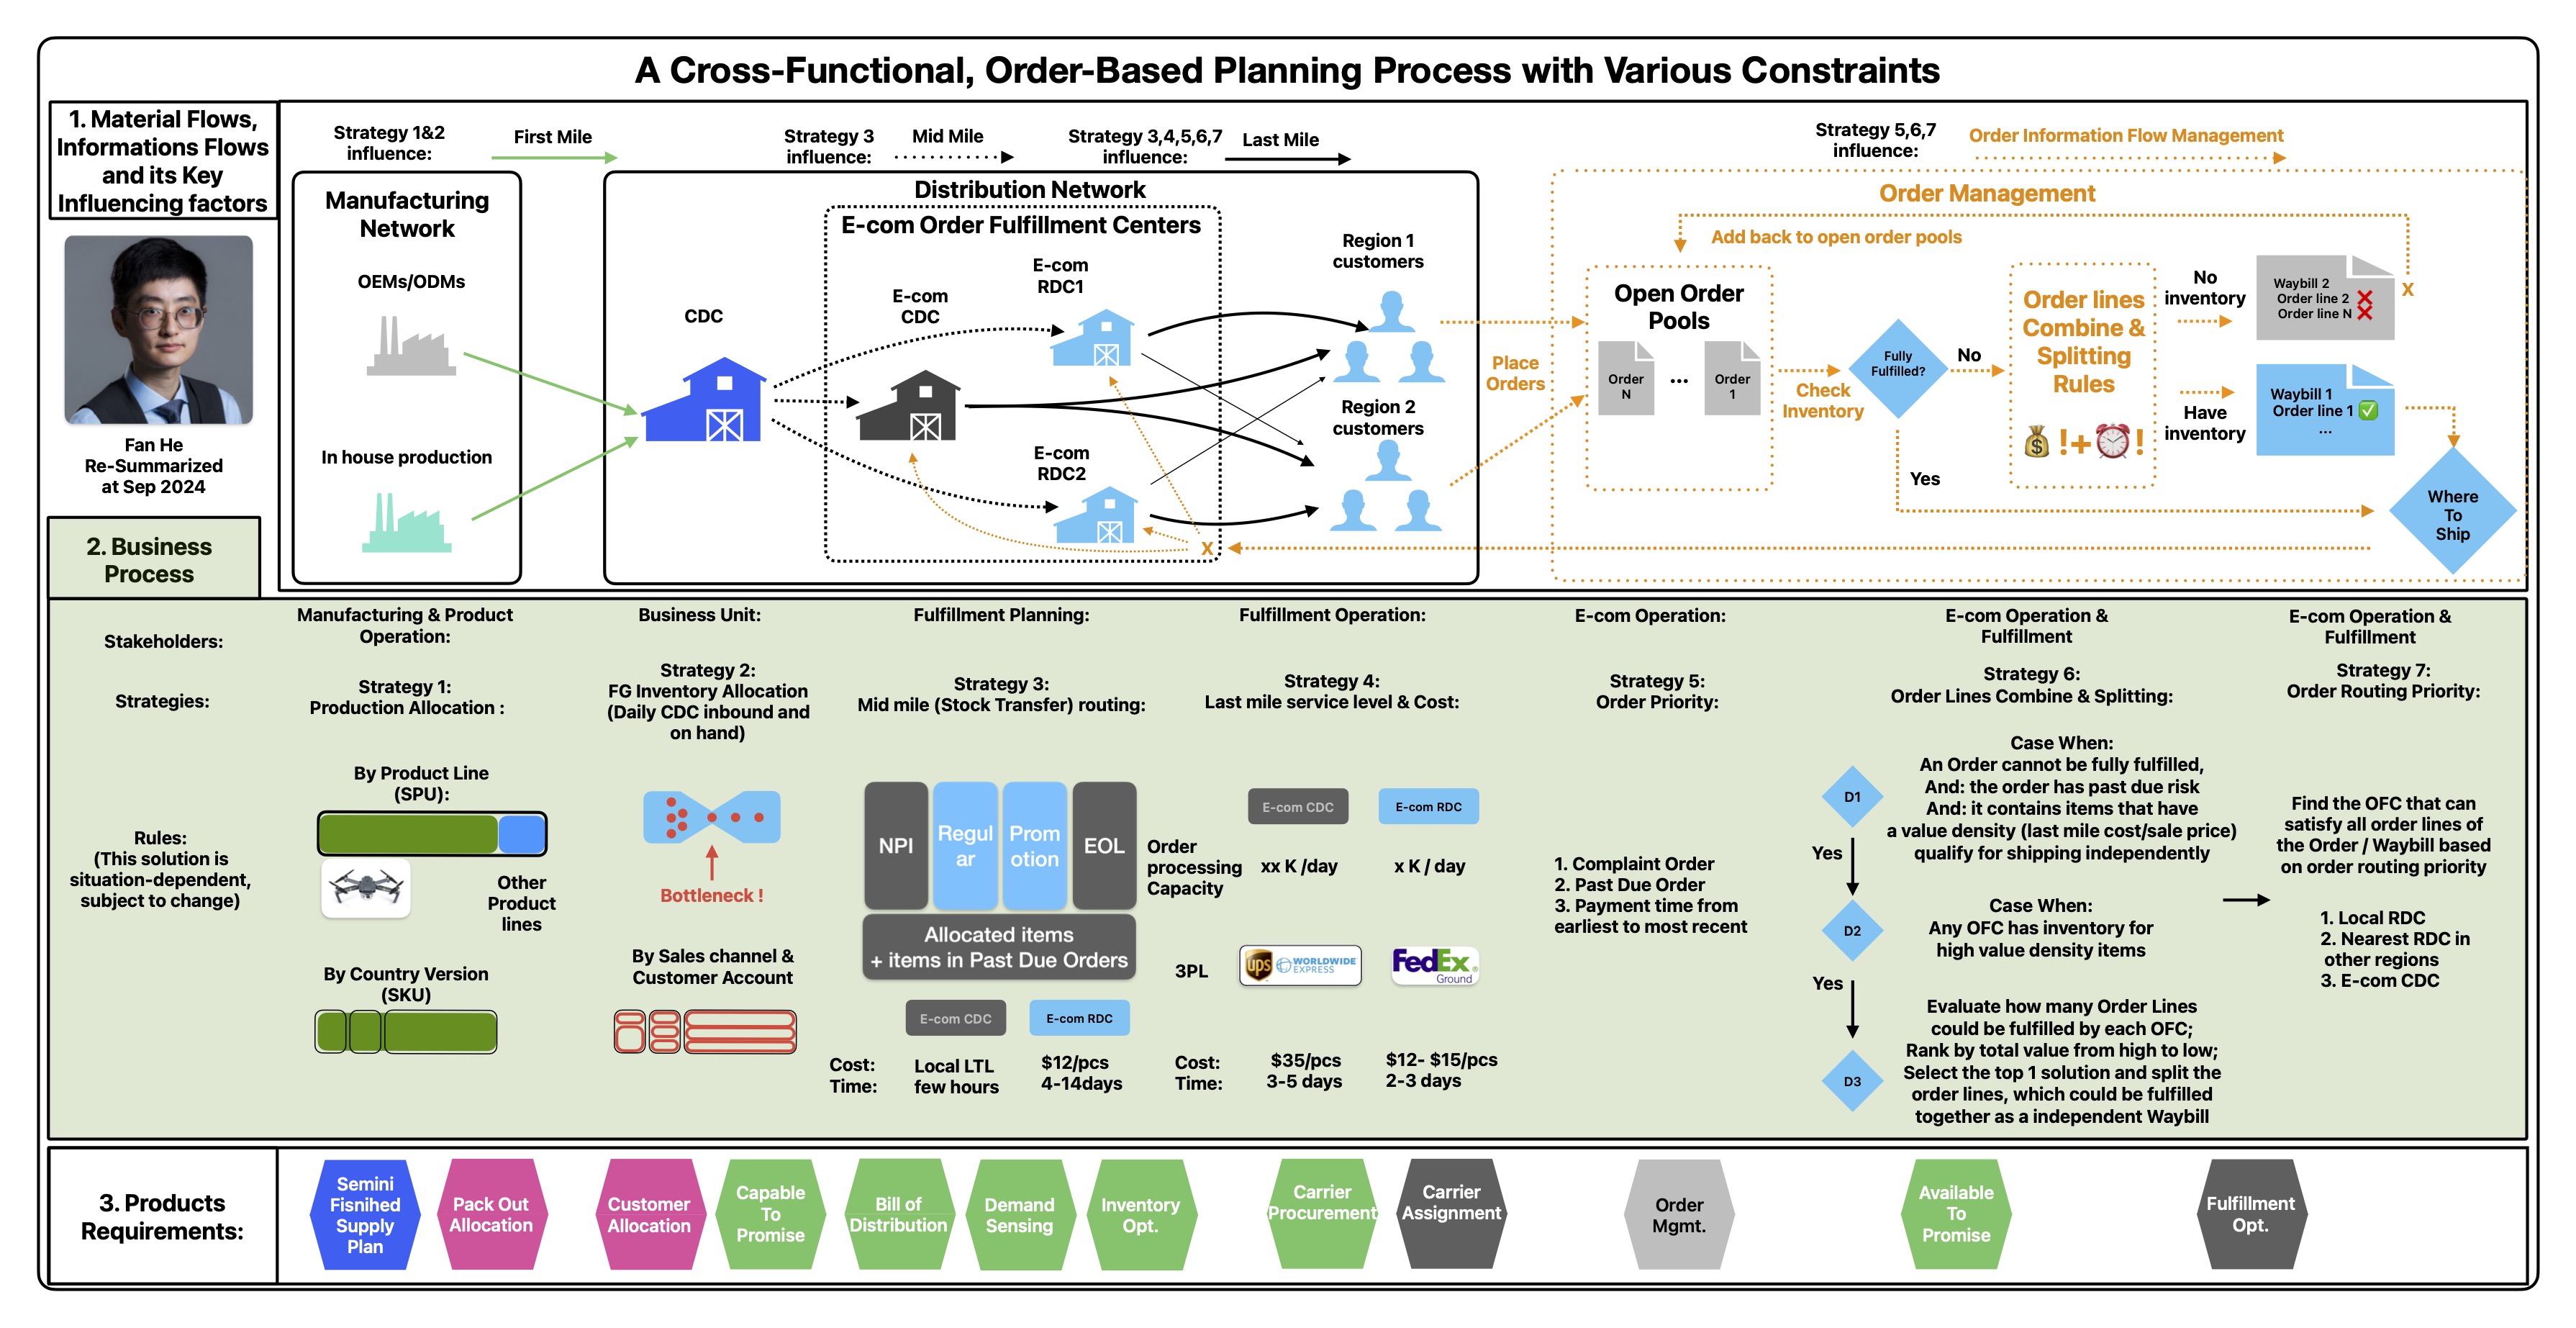 A Cross-Functional, Order-Based Planning Process with Various Constraints
1. Material Flows,
Informations Flows
and its Key
Influencing factors
Fan He
Re-Summarized
at Sep 2024
Strategy 1&2
influence:
First Mile
Strategy 3
influence:
Mid Mile
Strategy 3,4,5,6,7
influence:
Last Mile
Strategy 5,6,7
influence:
Order Information Flow Management
Manufacturing
Network
OEMs/ODMs
In house production
Distribution Network
E-com Order Fulfillment Centers
CDC
E-com
CDC
E-com
RDC1
E-com
RDC2
Region 1
customers
Region 2
customers
X
Place
Orders
Order Management
Add back to open order pools
Open Order
Pools
Order
N
...
Order
1
Check
Inventory
Fully
Fulfilled?
No
Yes
Order lines
Combine &
Splitting
Rules
!+ !
No
inventory
Have
inventory
Waybill 2
Order line 2 ❌
Order line N ❌
X
Waybill 1
Order line 1 ✅
...
Where
To
Ship
2. Business
Process
Stakeholders:
Manufacturing & Product
Operation:
Business Unit:
Fulfillment Planning:
Fulfillment Operation:
E-com Operation:
E-com Operation &
Fulfillment
E-com Operation &
Fulfillment
Strategies:
Strategy 1:
Production Allocation :
Strategy 2:
FG Inventory Allocation
(Daily CDC inbound and
on hand)
Strategy 3:
Mid mile (Stock Transfer) routing:
Strategy 4:
Last mile service level & Cost:
Strategy 5:
Order Priority:
Strategy 6:
Order Lines Combine & Splitting:
Strategy 7:
Order Routing Priority:
Rules:
(This solution is
situation-dependent,
subject to change)
By Product Line
(SPU):
Other
Product
lines
By Country Version
(SKU)
Bottleneck !
By Sales channel &
Customer Account
NPI
Regul
ar
Prom
otion
EOL
Allocated items
+ items in Past Due Orders
E-com CDC
E-com RDC
Cost:
Time:
Local LTL
few hours
$12/pcs
4-14days
E-com CDC
E-com RDC
Order
processing
Capacity
xx K /day
x K / day
3PL
ups WORLDWIDE
EXPRESS
FedEx
Ground
Cost:
Time:
$35/pcs
3-5 days
$12- $15/pcs
2-3 days
1. Complaint Order
2. Past Due Order
3. Payment time from
earliest to most recent
D1
Yes
D2
Yes
D3
Case When:
An Order cannot be fully fulfilled,
And: the order has past due risk
And: it contains items that have
a value density (last mile cost/sale price)
qualify for shipping independently
Case When:
Any OFC has inventory for
high value density items
Evaluate how many Order Lines
could be fulfilled by each OFC;
Rank by total value from high to low;
Select the top 1 solution and split the
order lines, which could be fulfilled
together as a independent Waybill
Find the OFC that can
satisfy all order lines of
the Order / Waybill based
on order routing priority
1. Local RDC
2. Nearest RDC in
other regions
3. E-com CDC
3. Products
Requirements:
Semini
Fisnihed
Supply
Plan
Pack Out
Allocation
Customer
Allocation
Capable
To
Promise
Bill of
Distribution
Demand
Sensing
Inventory
Opt.
Carrier
Procurement
Carrier
Assignment
Order
Mgmt.
Available
To
Promise
Fulfillment
Opt.